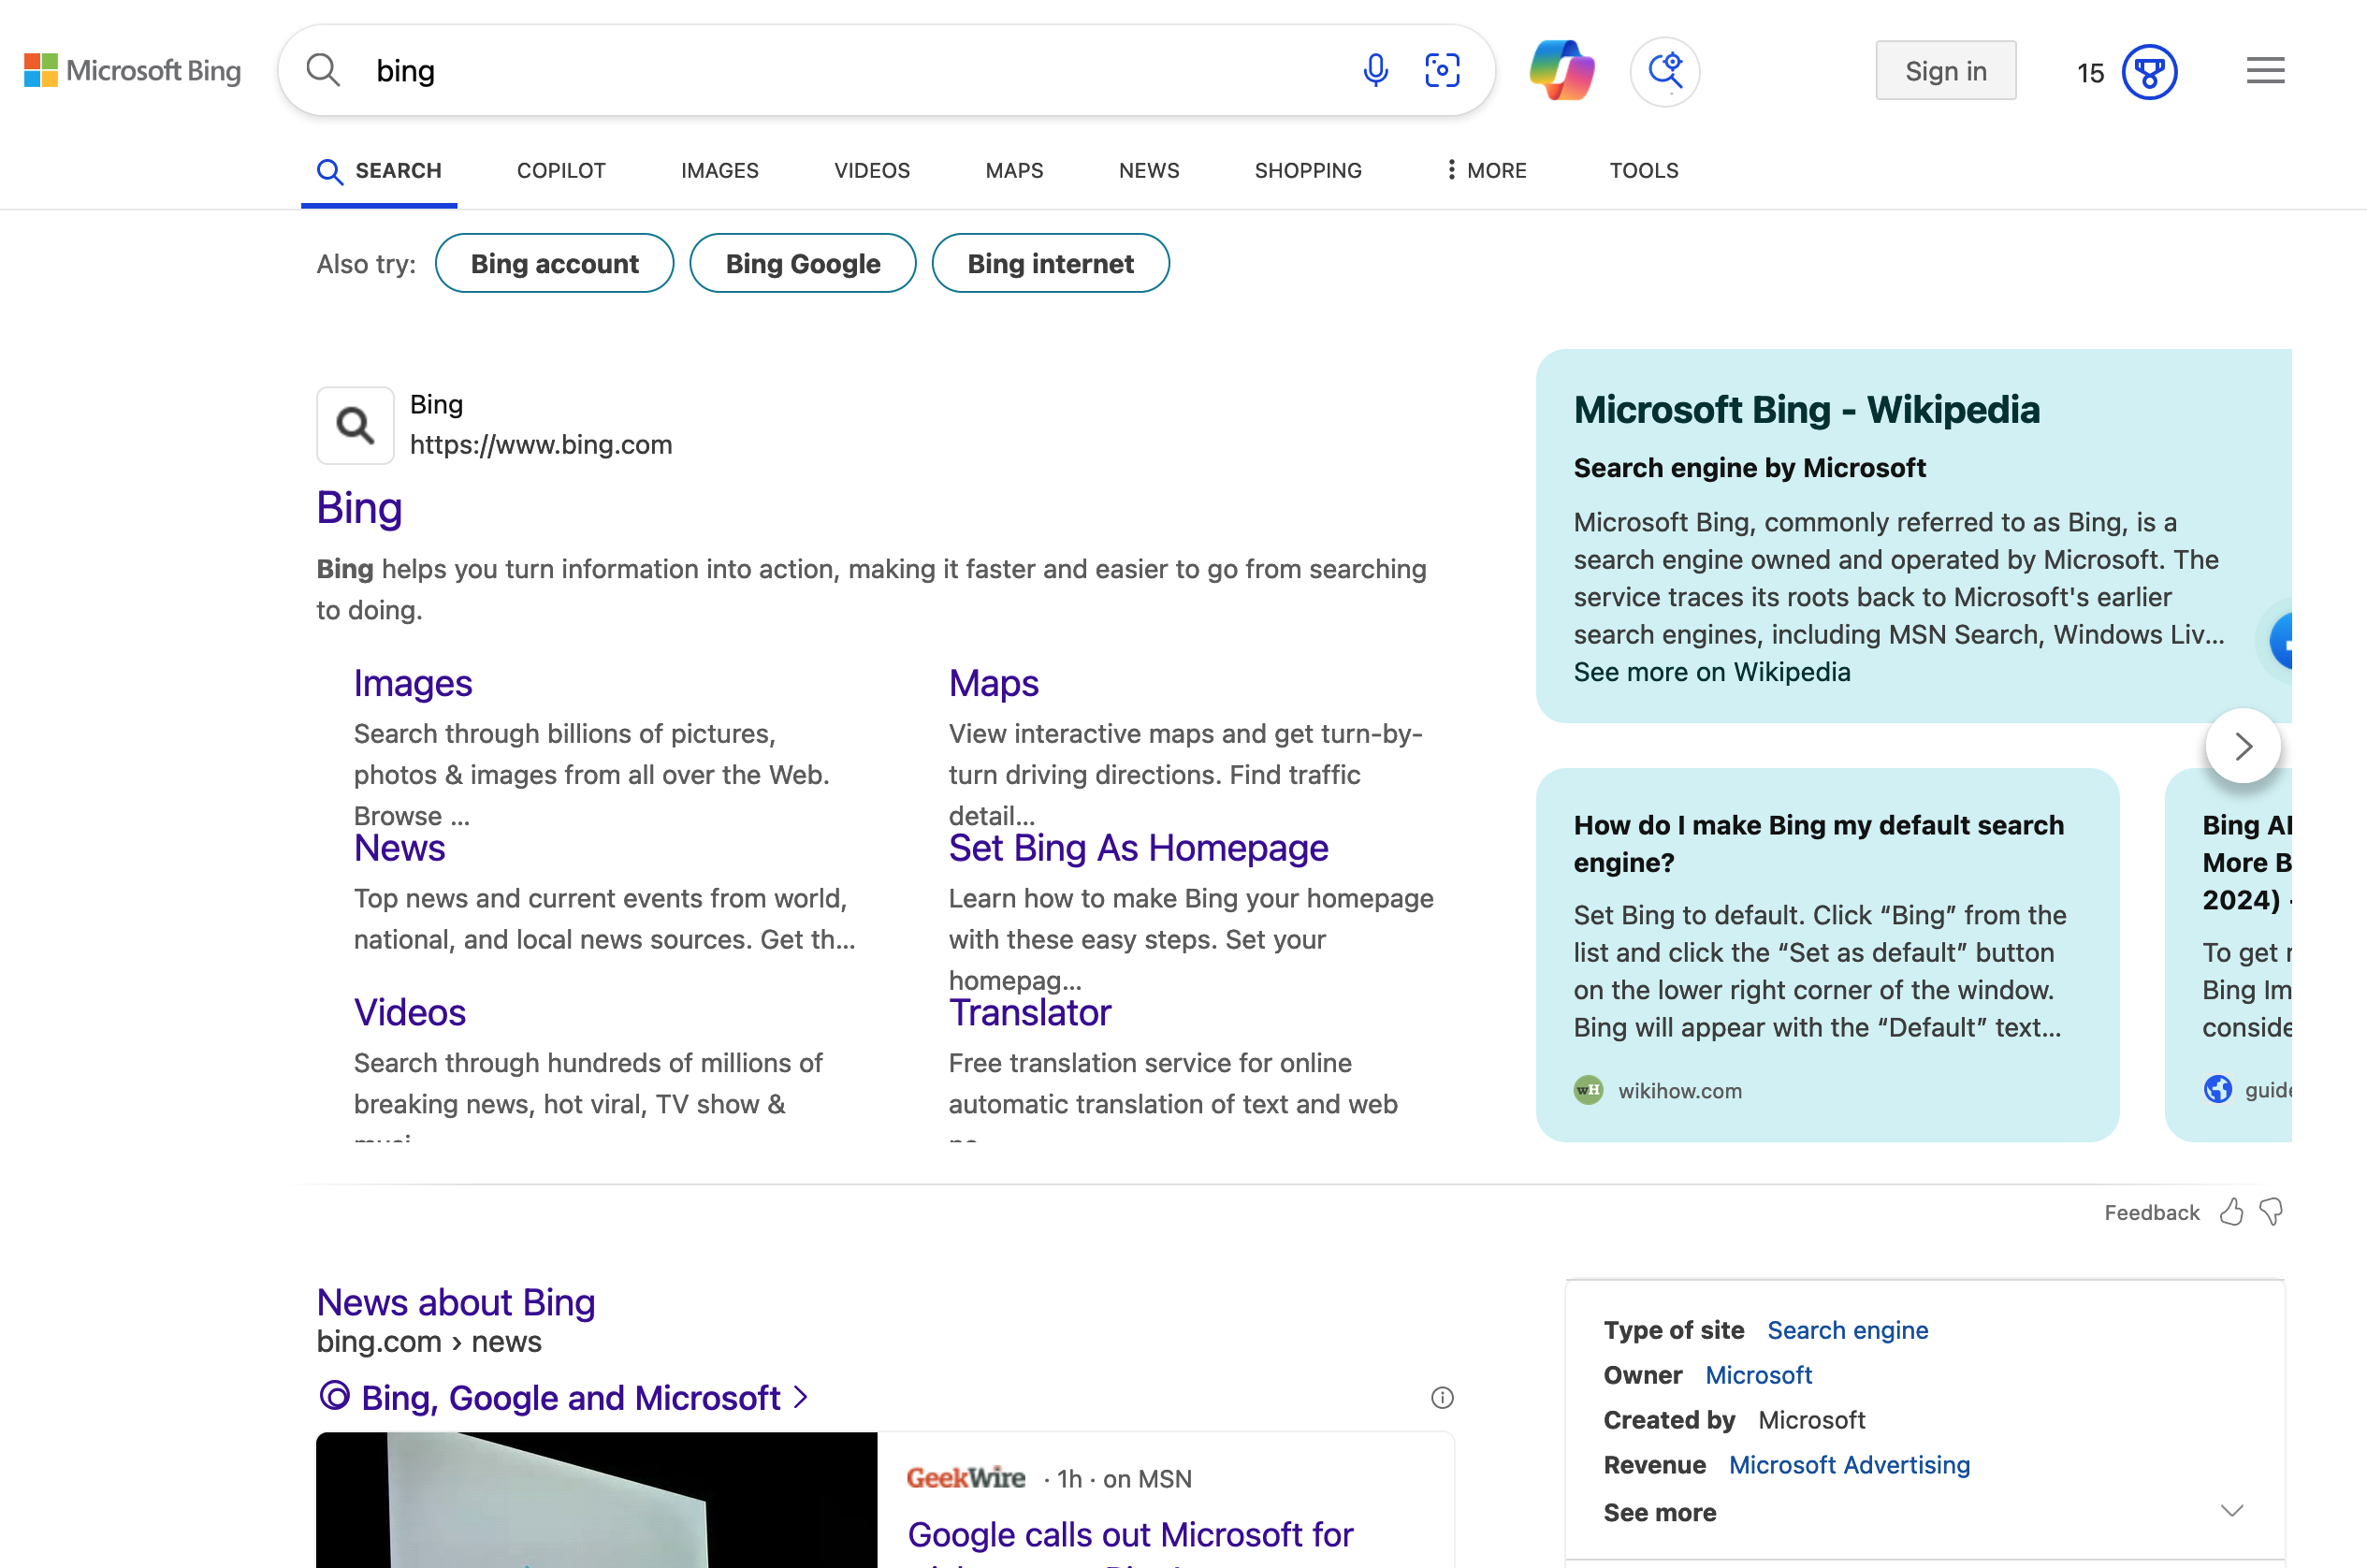 Microsoft Bing
bing
Sign in
15
SEARCH
COPILOT
IMAGES
VIDEOS
MAPS
NEWS
SHOPPING
MORE
TOOLS
Also try:
Bing account
Bing Google
Bing internet
Bing
https://www.bing.com
Bing
Bing helps you turn information into action, making it faster and easier to go from searching
to doing.
Images
Search through billions of pictures,
photos & images from all over the Web.
Browse ...
Maps
View interactive maps and get turn-by-
turn driving directions. Find traffic
detail...
News
Top news and current events from world,
national, and local news sources. Get th...
Set Bing As Homepage
Learn how to make Bing your homepage
with these easy steps. Set your
homepag...
Videos
Search through hundreds of millions of
breaking news, hot viral, TV show &
Translator
Free translation service for online
automatic translation of text and web
Microsoft Bing - Wikipedia
Search engine by Microsoft
Microsoft Bing, commonly referred to as Bing, is a
search engine owned and operated by Microsoft. The
service traces its roots back to Microsoft's earlier
search engines, including MSN Search, Windows Liv...
See more on Wikipedia
How do I make Bing my default search
engine?
Set Bing to default. Click “Bing” from the
list and click the “Set as default” button
on the lower right corner of the window.
Bing will appear with the “Default” text...
wH wikihow.com
Bing
More
2024)
To get
Bing
Feedback
News about Bing
bing.com › news
Bing, Google and Microsoft >
GeekWire · 1h · on MSN
Google calls out Microsoft for
Type of site Search engine
Owner Microsoft
Created by Microsoft
Revenue Microsoft Advertising
See more